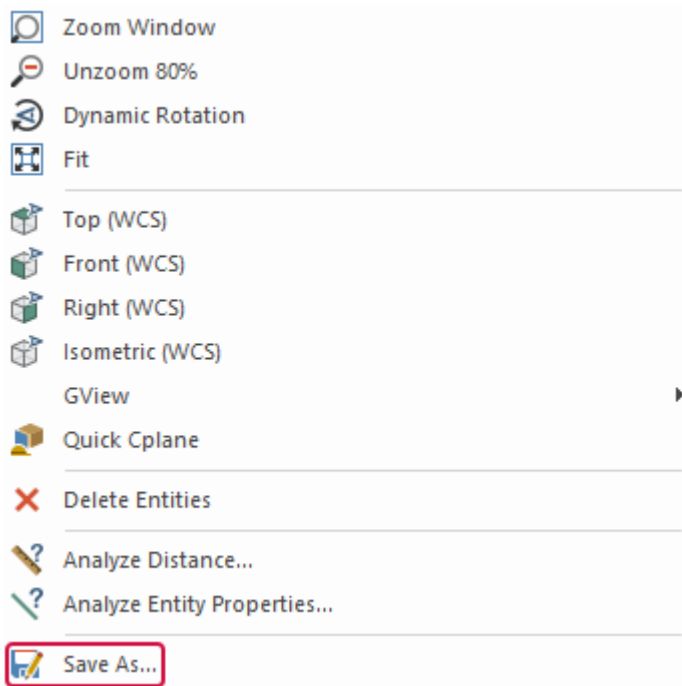 Zoom Window
Unzoom 80%
Dynamic Rotation
Fit
Top (WCS)
Front (WCS)
Right (WCS)
Isometric (WCS)
GView
Quick Cplane
Delete Entities
Analyze Distance...
Analyze Entity Properties...
Save As...